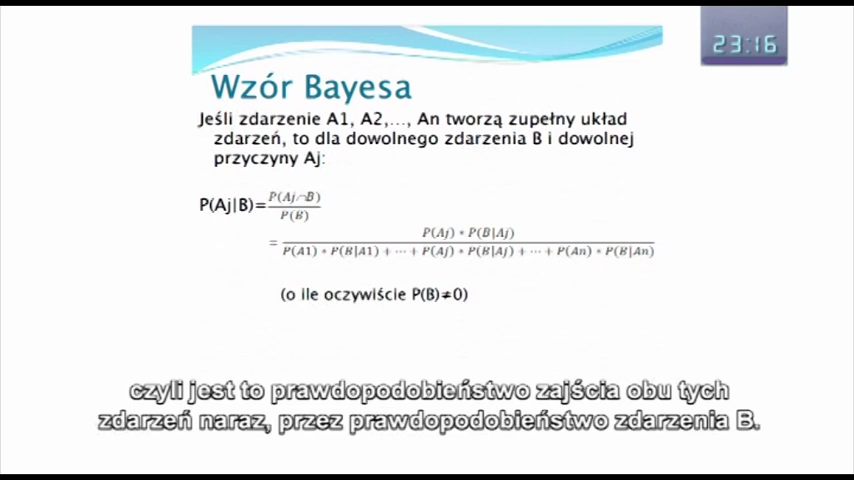 23:16
Wzór Bayesa
Jeśli zdarzenie A1, A2,..., An tworzą zupełny układ
zdarzeń, to dla dowolnego zdarzenia B i dowolnej
przyczyny Aj:
P(Aj|B)=P(Aj∩B)/P(B)
= P(Aj) * P(B|Aj)
P(A1) * P(B|A1) + ⋯ + P(Aj) * P(B|Aj) + ⋯ + P(An) * P(B|An)
(o ile oczywiście P(B)≠0)
czyli jest to prawdopodobieństwo zajścia obu tych
zdarzeń naraz, przez prawdopodobieństwo zdarzenia B.